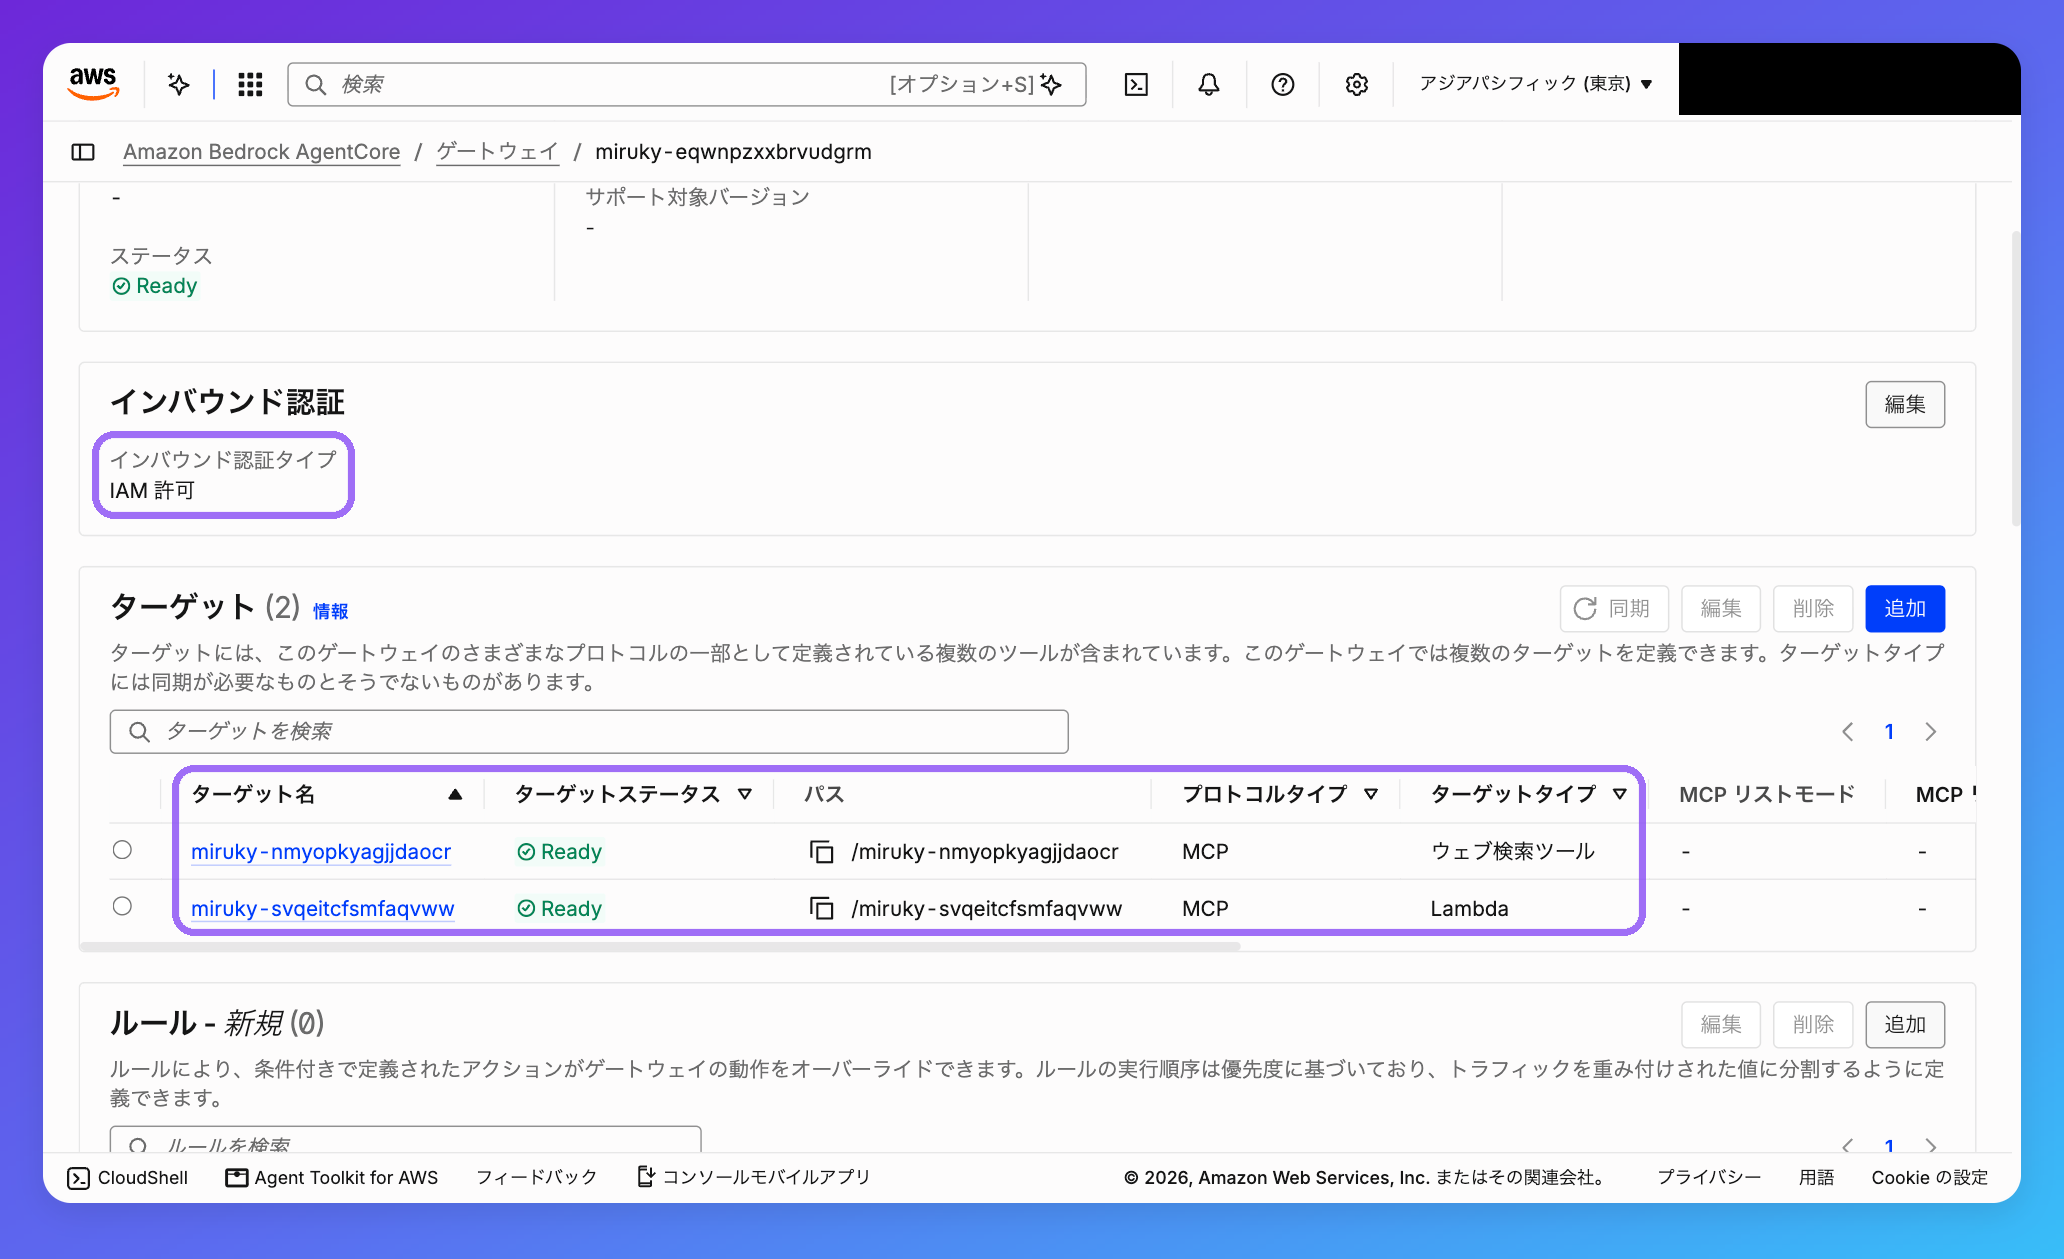 aws
検索 [オプション+S]
アジアパシフィック (東京) ▼
Amazon Bedrock AgentCore / ゲートウェイ / miruky-eqwnpzxxbrvudgrm
-
サポート対象バージョン
-
ステータス
Ready
インバウンド認証
編集
インバウンド認証タイプ
IAM 許可
ターゲット (2) 情報
同期 編集 削除 追加
ターゲットには、このゲートウェイのさまざまなプロトコルの一部として定義されている複数のツールが含まれています。このゲートウェイでは複数のターゲットを定義できます。ターゲットタイプ
には同期が必要なものとそうでないものがあります。
ターゲットを検索
1
ターゲット名 ターゲットステータス パス プロトコルタイプ ターゲットタイプ MCP リストモード MCP
miruky-nmyopkyagjjdaocr Ready /miruky-nmyopkyagjjdaocr MCP ウェブ検索ツール - -
miruky-svqeitcfsmfaqvww Ready /miruky-svqeitcfsmfaqvww MCP Lambda - -
ルール - 新規 (0)
編集 削除 追加
ルールにより、条件付きで定義されたアクションがゲートウェイの動作をオーバーライドできます。ルールの実行順序は優先度に基づいており、トラフィックを重み付けされた値に分割するように定
義できます。
ルールを検索
1
CloudShell Agent Toolkit for AWS フィードバック コンソールモバイルアプリ © 2026, Amazon Web Services, Inc. またはその関連会社。 プライバシー 用語 Cookie の設定